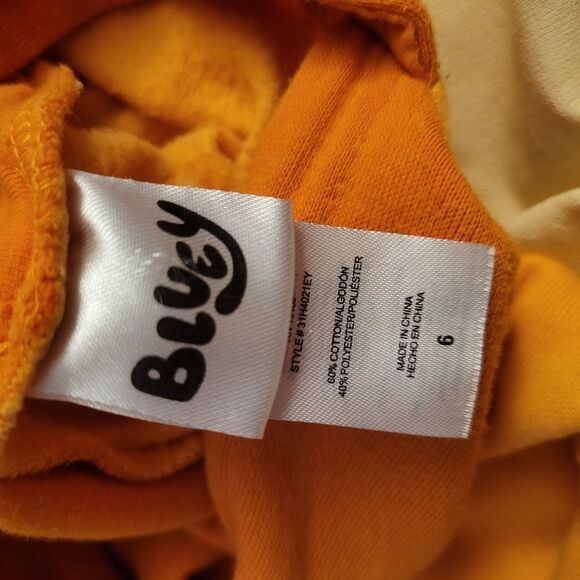 BLUEY
STYLE # 31H4021EY
60% COTTON/ALGODÓN
40% POLYESTER/POLIÉSTER
MADE IN CHINA
HECHO EN CHINA
6